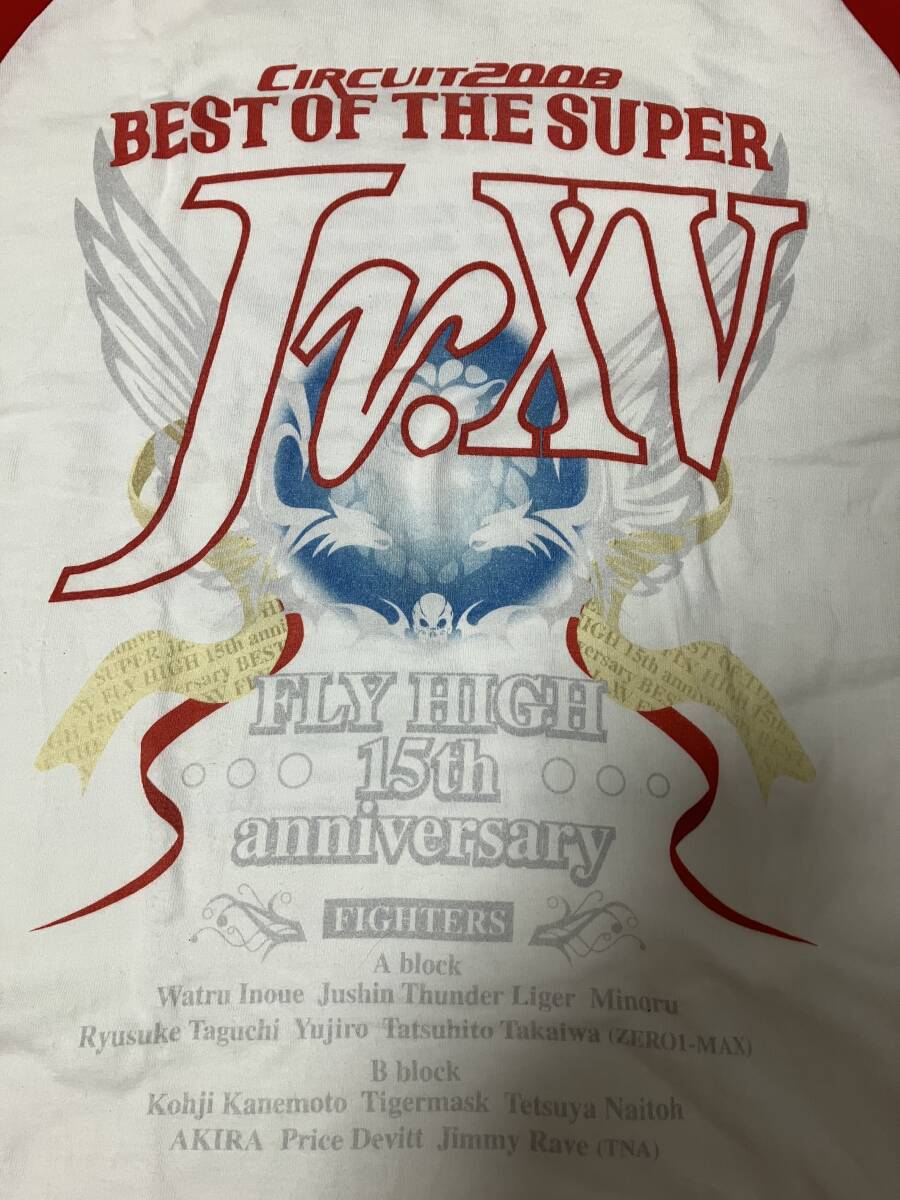 CIRCUIT2008
BEST OF THE SUPER
Jr.XV
FLY HIGH
15th
anniversary
FIGHTERS
A block
Watru Inoue Jushin Thunder Liger Minoru
Ryusuke Taguchi Yujiro Tatsuhito Takaiwa (ZERO1-MAX)
B block
Kohji Kanemoto Tigermask Tetsuya Naitoh
AKIRA Price Devitt Jimmy Rave (TNA)